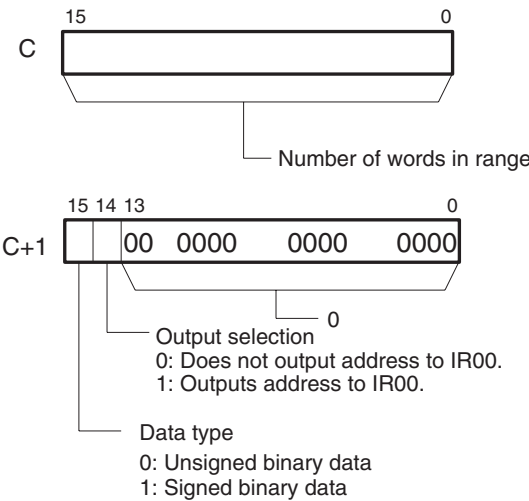 15 0
C
Number of words in range
15 14 13 0
C+1 00 0000 0000 0000
0
Output selection
0: Does not output address to IR00.
1: Outputs address to IR00.
Data type
0: Unsigned binary data
1: Signed binary data